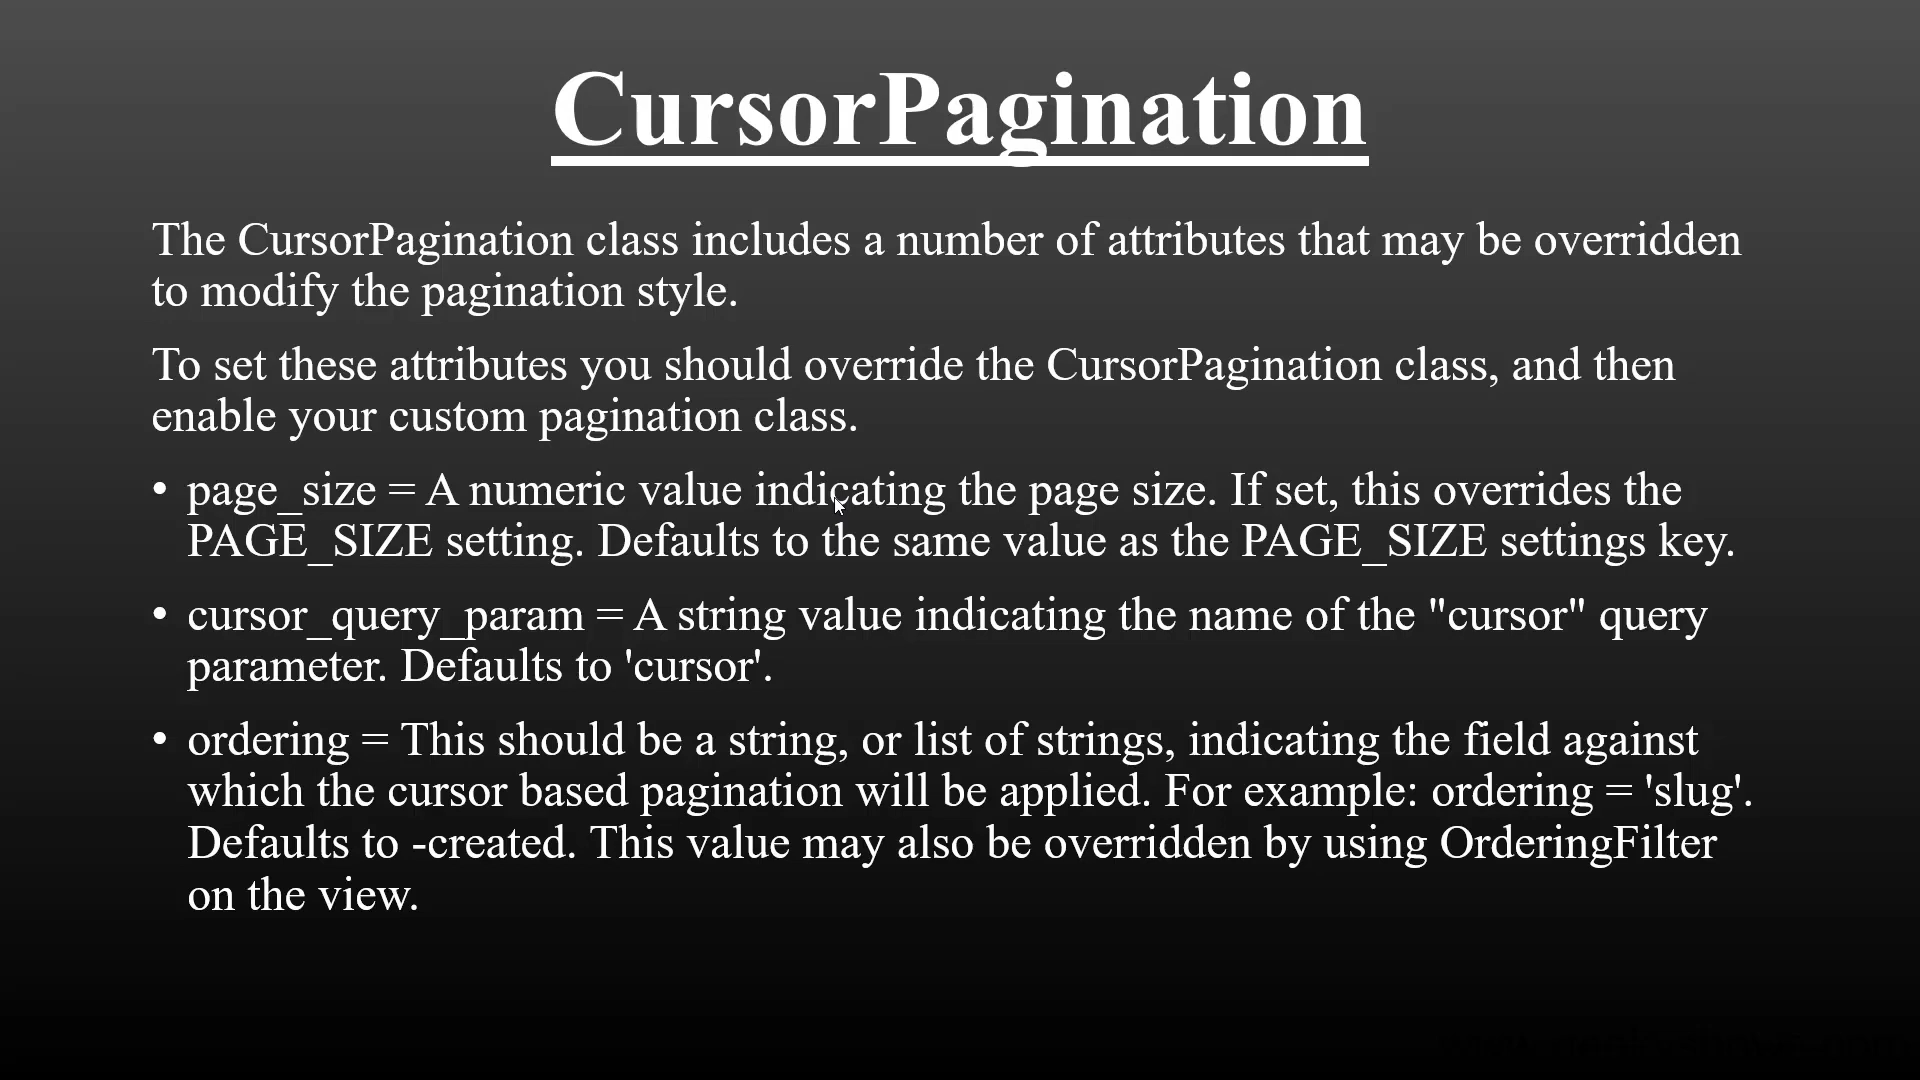 CursorPagination
The CursorPagination class includes a number of attributes that may be overridden
to modify the pagination style.
To set these attributes you should override the CursorPagination class, and then
enable your custom pagination class.
• page_size = A numeric value indicating the page size. If set, this overrides the
PAGE_SIZE setting. Defaults to the same value as the PAGE_SIZE settings key.
• cursor_query_param = A string value indicating the name of the "cursor" query
parameter. Defaults to 'cursor'.
• ordering = This should be a string, or list of strings, indicating the field against
which the cursor based pagination will be applied. For example: ordering = 'slug'.
Defaults to -created. This value may also be overridden by using OrderingFilter
on the view.